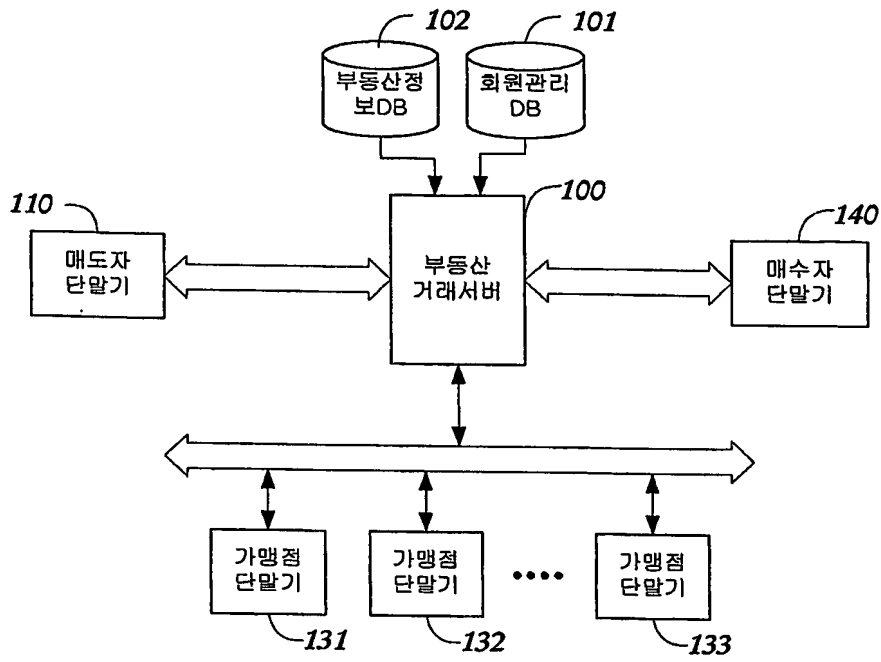 102
101
부동산정
보DB
회원관리
DB
100
110
140
매도자
단말기
부동산
거래서버
매수자
단말기
가맹점
단말기
가맹점
단말기
가맹점
단말기
131
132
133